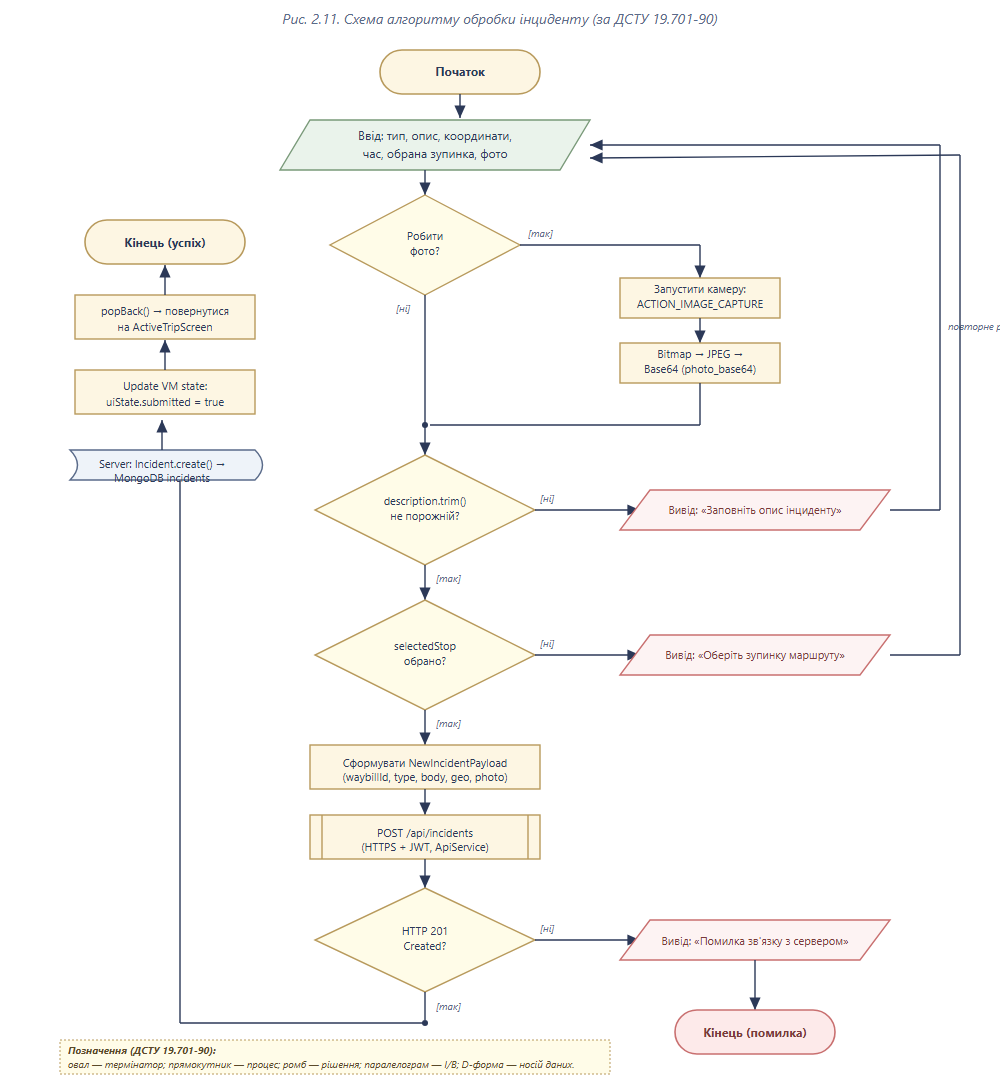 Рис. 2.11. Схема алгоритму обробки інциденту (за ДСТУ 19.701-90)
Початок
Ввід: тип, опис, координати,
час, обрана зупинка, фото
Робити
фото?
[так]
[ні]
Запустити камеру:
ACTION_IMAGE_CAPTURE
Bitmap → JPEG →
Base64 (photo_base64)
повторне р
Кінець (успіх)
popBack() → повернутися
на ActiveTripScreen
Update VM state:
uiState.submitted = true
Server: Incident.create() →
MongoDB incidents
description.trim()
не порожній?
[ні]
Вивід: «Заповніть опис інциденту»
[так]
selectedStop
обрано?
[ні]
Вивід: «Оберіть зупинку маршруту»
[так]
Сформувати NewIncidentPayload
(waybillId, type, body, geo, photo)
POST /api/incidents
(HTTPS + JWT, ApiService)
HTTP 201
Created?
[ні]
Вивід: «Помилка зв'язку з сервером»
[так]
Кінець (помилка)
Позначення (ДСТУ 19.701-90):
овал — термінатор; прямокутник — процес; ромб — рішення; паралелограм — І/В; D-форма — носій даних.